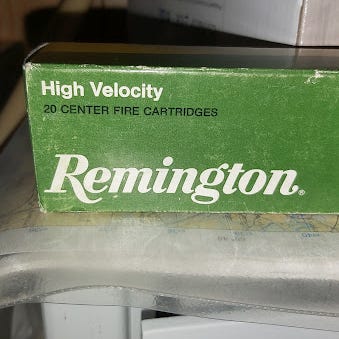 High Velocity
20 CENTER FIRE CARTRIDGES
Remington®